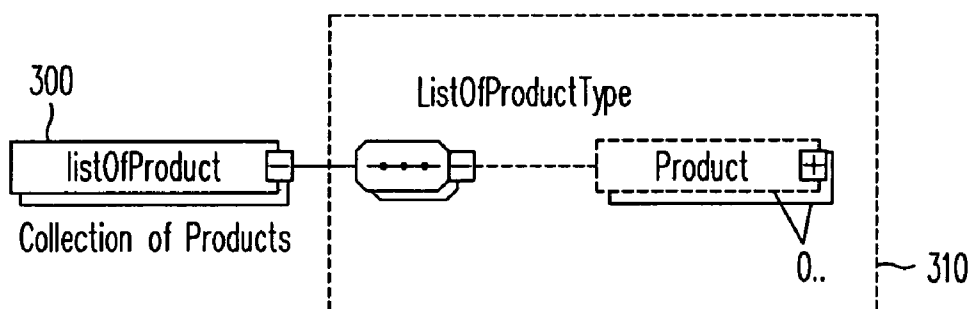 300
ListOfProductType
listOfProduct
Product
Collection of Products
0..
310